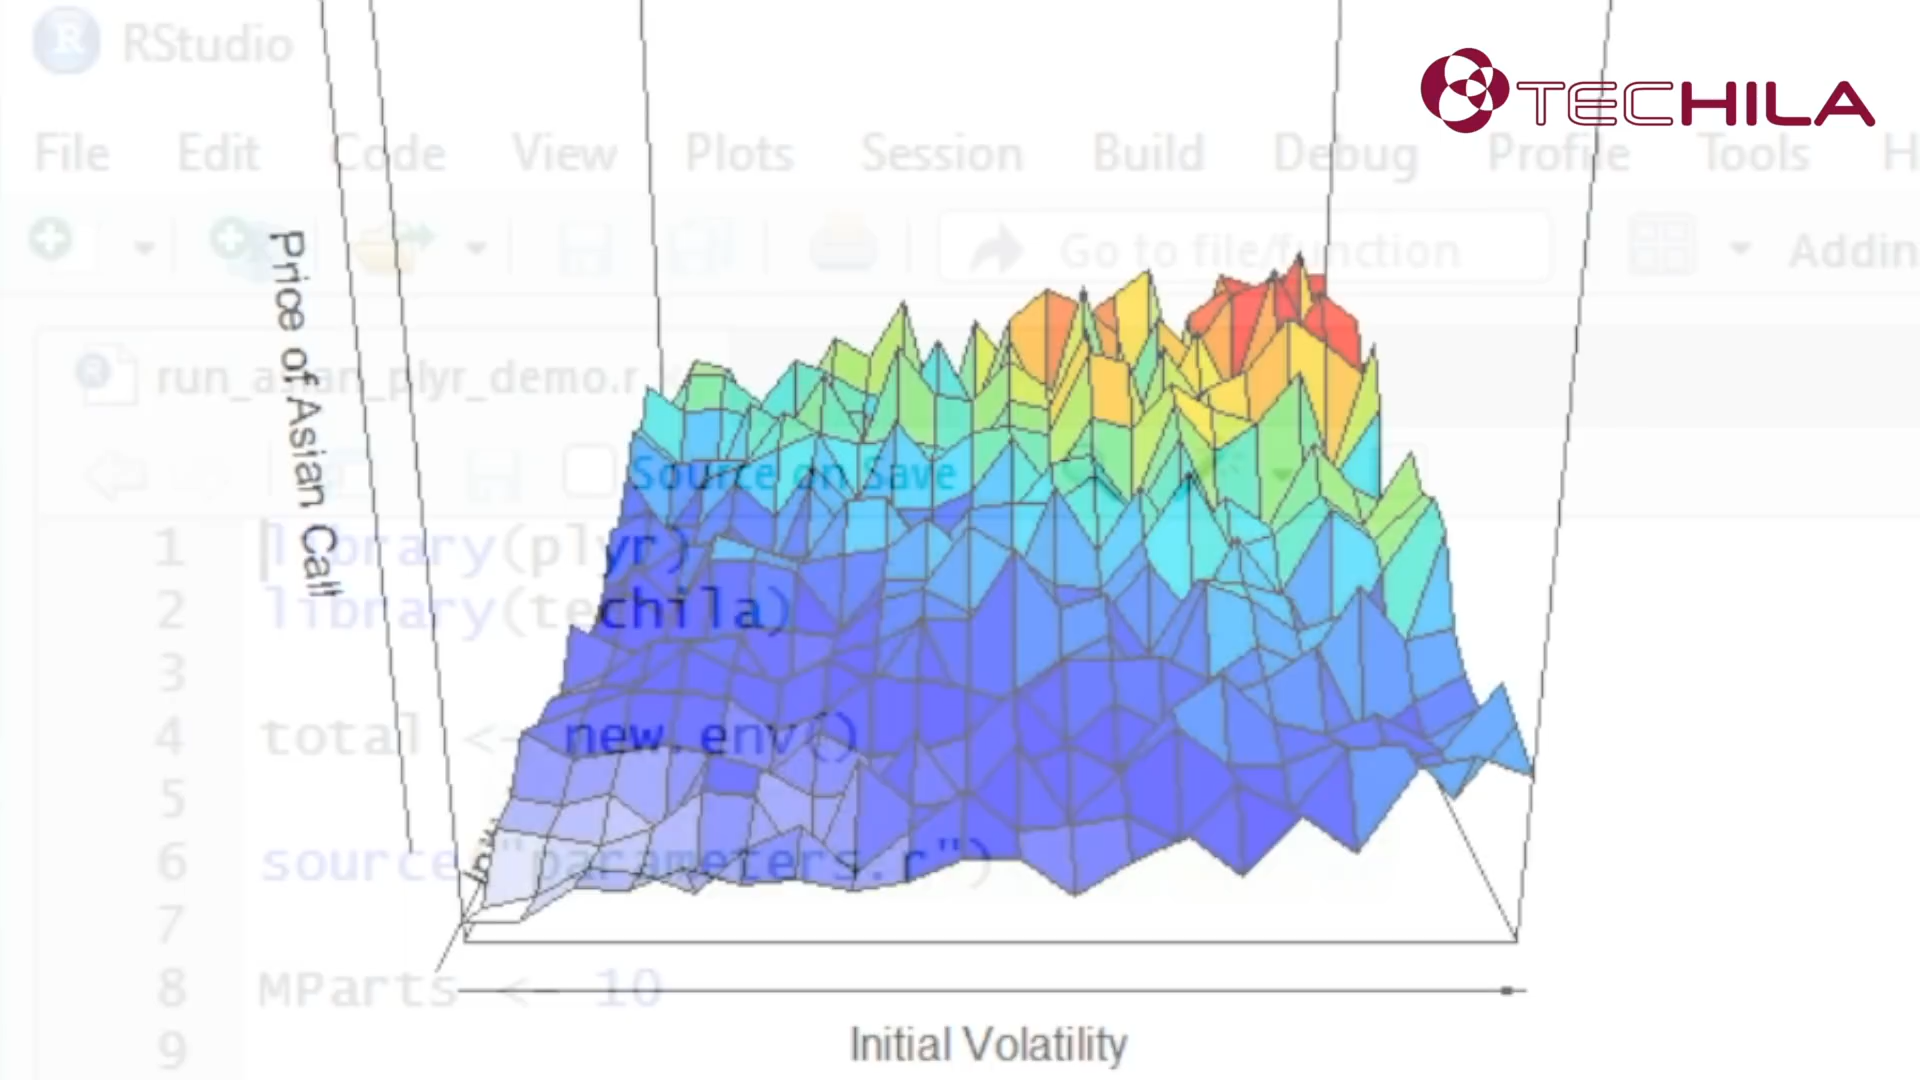 RStudio
TECHILA
File Edit Code View Plots Session Build Debug Profile Tools H
Go to file/function
Addin
Price of Asian Call
run_asian_plyr_demo.r
Source on Save
1 library(plyr)
2 library(techila)
3
4 total <- new.env()
5
6 source("parameters.r")
7
8 MParts <- 10
9
Initial Volatility